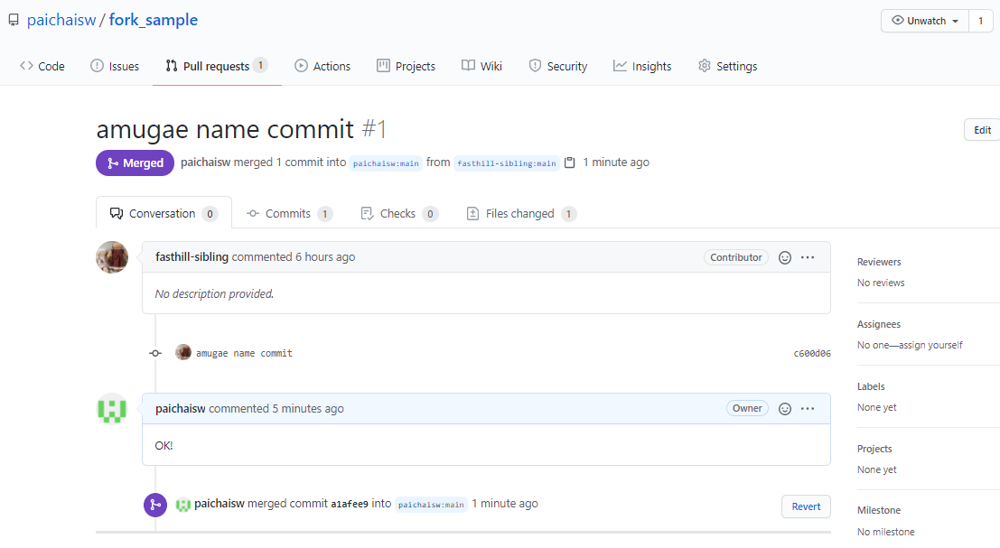 paichaisw / fork_sample
Unwatch 1
Code Issues Pull requests 1 Actions Projects Wiki Security Insights Settings
amugae name commit #1
Edit
Merged paichaisw merged 1 commit into paichaisw:main from fasthill-sibling:main 1 minute ago
Conversation 0 Commits 1 Checks 0 Files changed 1
fasthill-sibling commented 6 hours ago Contributor
No description provided.
amugae name commit c600d06
paichaisw commented 5 minutes ago Owner
OK!
paichaisw merged commit a1afee9 into paichaisw:main 1 minute ago Revert
Reviewers
No reviews
Assignees
No one—assign yourself
Labels
None yet
Projects
None yet
Milestone
No milestone